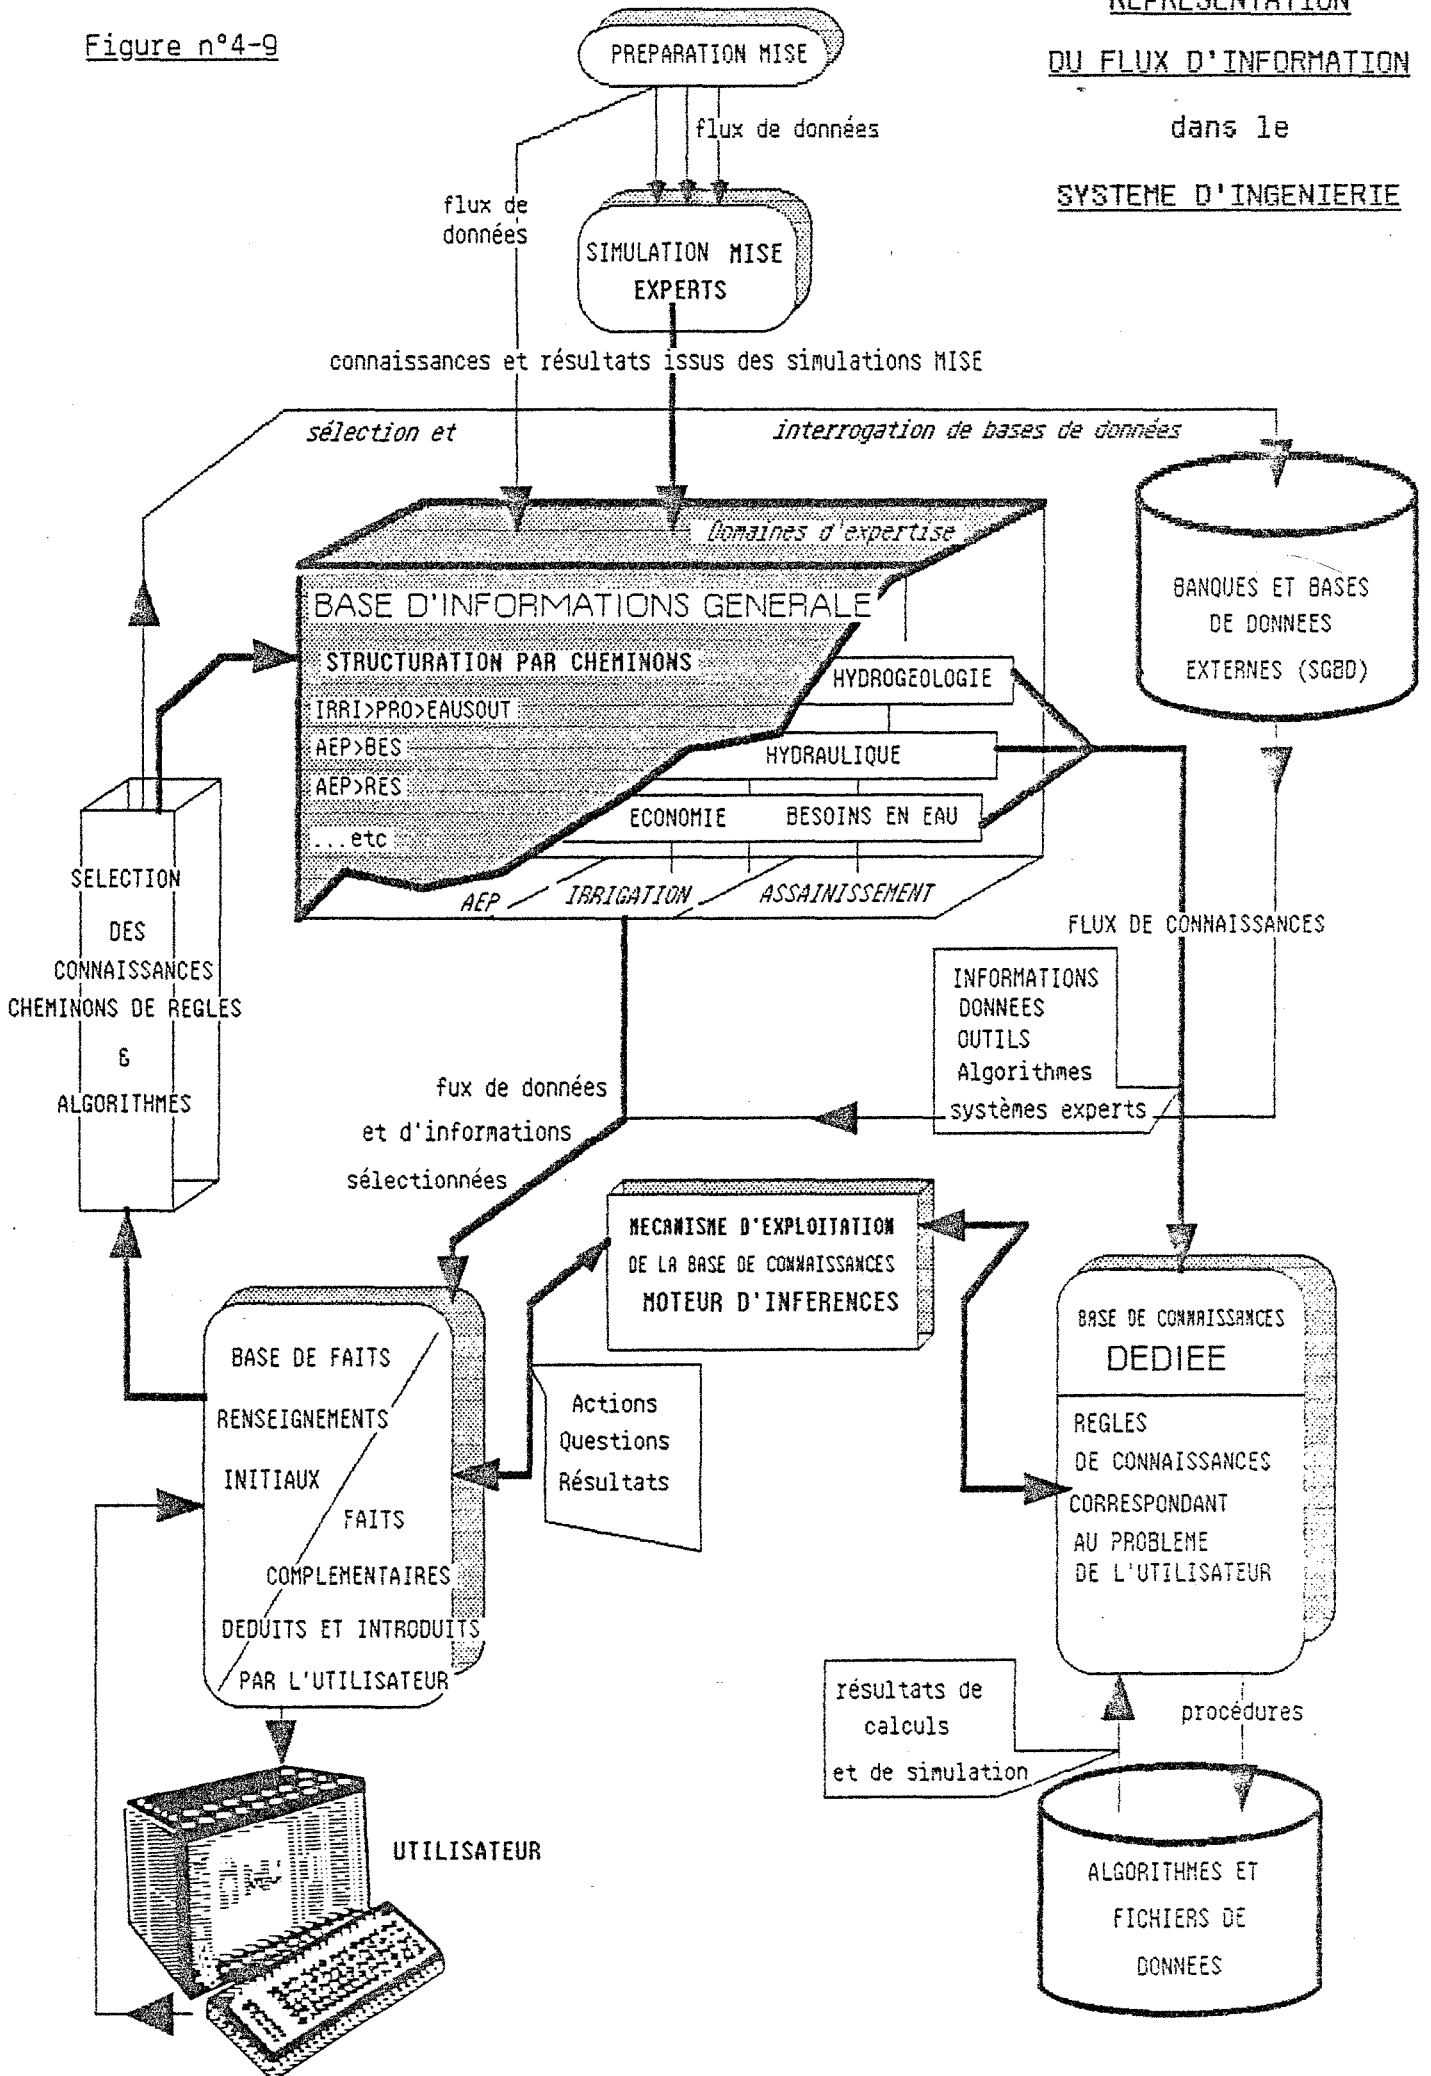 Figure n°4-9
REPRESENTATION
DU FLUX D'INFORMATION
dans le
SYSTEME D'INGENIERIE
PREPARATION MISE
flux de données
flux de
données
SIMULATION MISE
EXPERTS
connaissances et résultats issus des simulations MISE
sélection et
interrogation de bases de données
Domaines d'expertise
BASE D'INFORMATIONS GENERALE
STRUCTURATION PAR CHEMINONS
IRRI>PRO>EAUSOUT
AEP>BES
AEP>RES
...etc
HYDROGEOLOGIE
HYDRAULIQUE
ECONOMIE
BESOINS EN EAU
AEP
IRRIGATION
ASSAINISSEMENT
BANQUES ET BASES
DE DONNEES
EXTERNES (SGBD)
SELECTION
DES
CONNAISSANCES
CHEMINONS DE REGLES
&
ALGORITHMES
FLUX DE CONNAISSANCES
INFORMATIONS
DONNEES
OUTILS
Algorithmes
systèmes experts
fux de données
et d'informations
sélectionnées
MECANISME D'EXPLOITATION
DE LA BASE DE CONNAISSANCES
MOTEUR D'INFERENCES
BASE DE FAITS
RENSEIGNEMENTS
INITIAUX
FAITS
COMPLEMENTAIRES
DEDUITS ET INTRODUITS
PAR L'UTILISATEUR
Actions
Questions
Résultats
BASE DE CONNAISSANCES
DEDIEE
REGLES
DE CONNAISSANCES
CORRESPONDANT
AU PROBLEME
DE L'UTILISATEUR
résultats de
calculs
et de simulation
procédures
UTILISATEUR
ALGORITHMES ET
FICHIERS DE
DONNEES